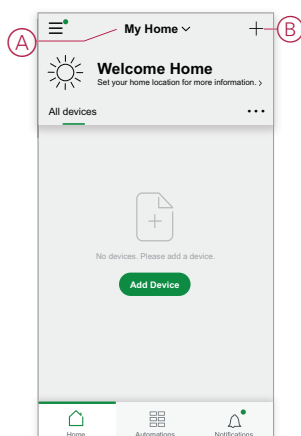 A
My Home
B
Welcome Home
Set your home location for more information. >
All devices
No devices. Please add a device.
Add Device
Home
Automations
Notifications